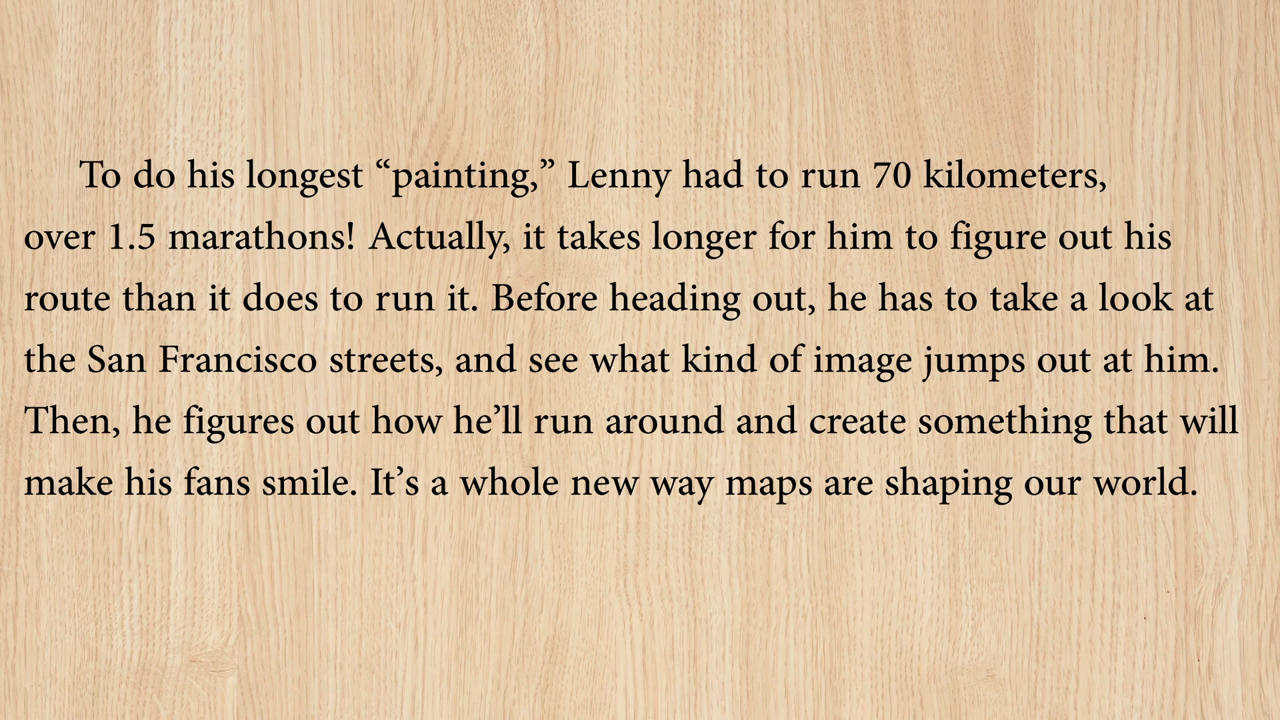 To do his longest “painting,” Lenny had to run 70 kilometers,
over 1.5 marathons! Actually, it takes longer for him to figure out his
route than it does to run it. Before heading out, he has to take a look at
the San Francisco streets, and see what kind of image jumps out at him.
Then, he figures out how he’ll run around and create something that will
make his fans smile. It’s a whole new way maps are shaping our world.